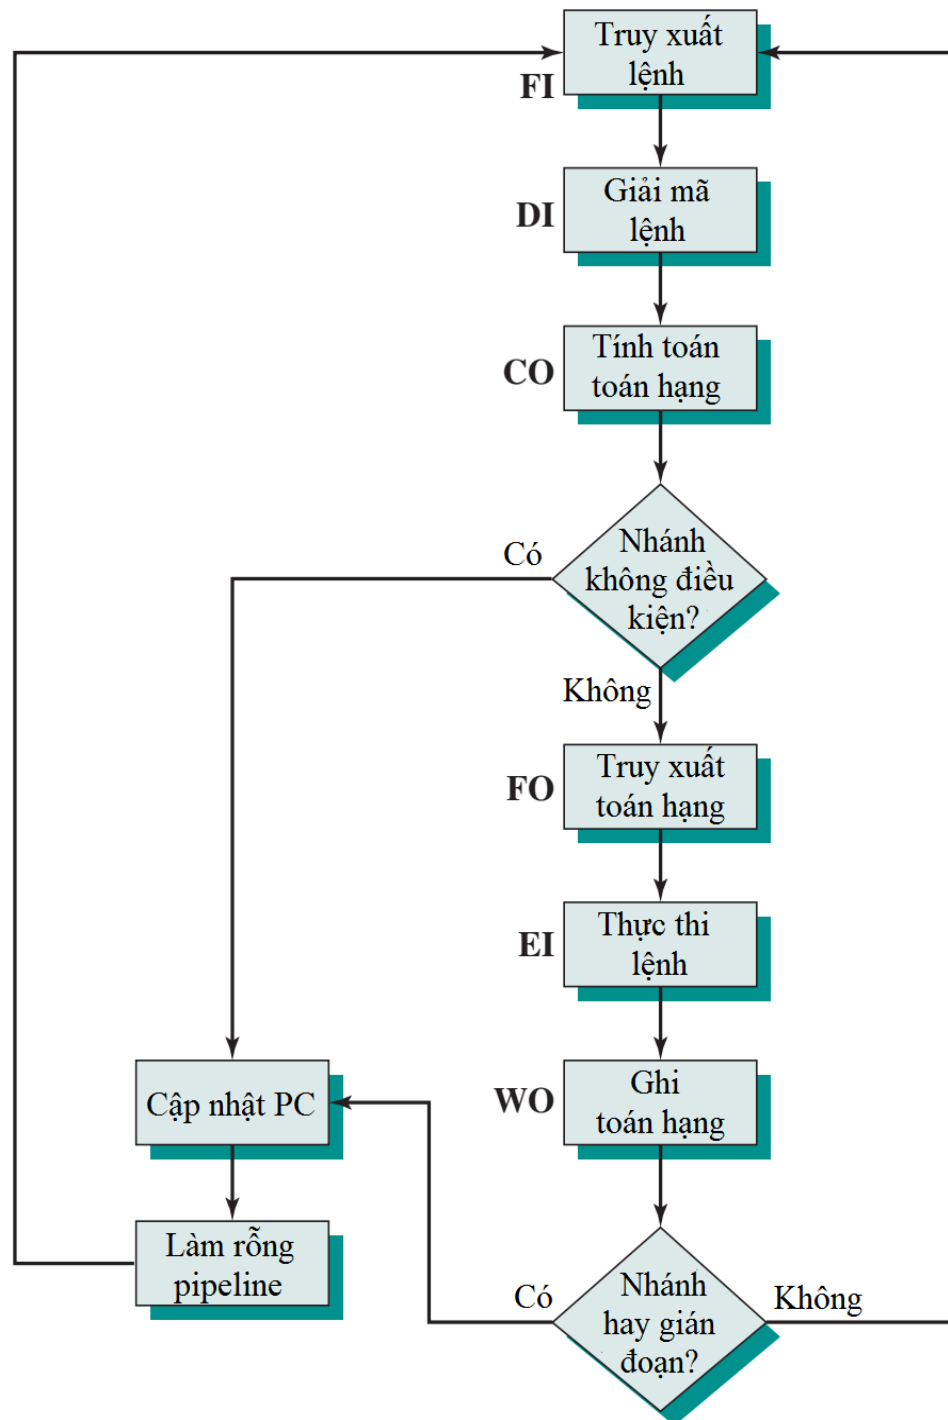 Truy xuất
lệnh
FI
Giải mã
lệnh
DI
Tính toán
toán hạng
CO
Nhánh
không điều
kiện?
Có
Không
Truy xuất
toán hạng
FO
Thực thi
lệnh
EI
Ghi
toán hạng
WO
Cập nhật PC
Làm rỗng
pipeline
Nhánh
hay gián
đoạn?
Có
Không